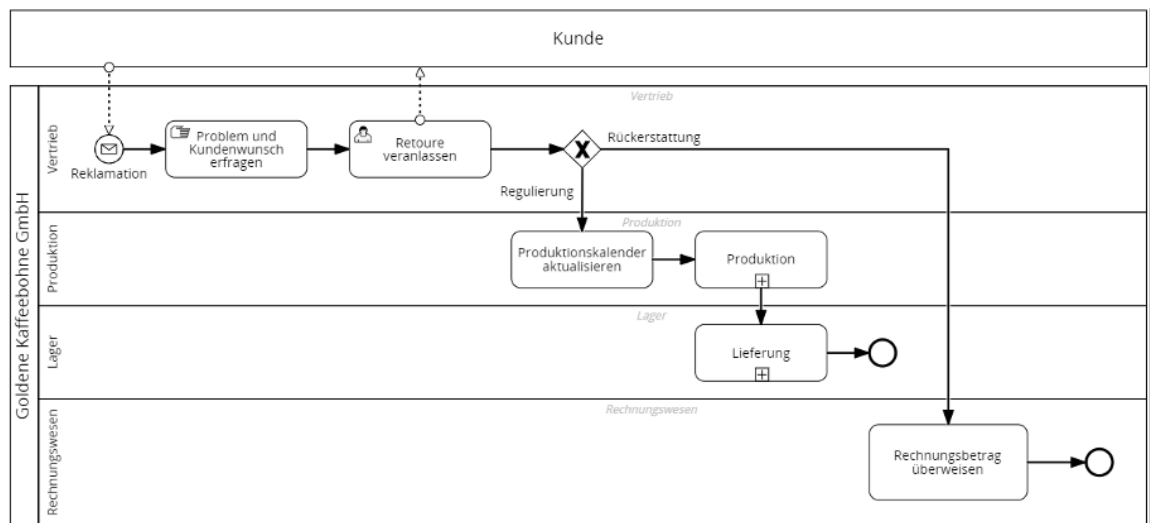 Kunde
Goldene Kaffeebohne GmbH
Vertrieb
Vertrieb
Reklamation
Problem und
Kundenwunsch
erfragen
Retoure
veranlassen
X
Rückerstattung
Regulierung
Produktion
Produktion
Produktionskalender
aktualisieren
Produktion
Lager
Lager
Lieferung
Rechnungswesen
Rechnungswesen
Rechnungsbetrag
überweisen